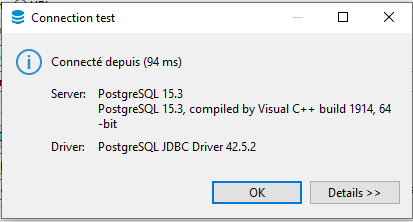 Connection test
Connecté depuis (94 ms)
Server: PostgreSQL 15.3
PostgreSQL 15.3, compiled by Visual C++ build 1914, 64
-bit
Driver: PostgreSQL JDBC Driver 42.5.2
OK
Details >>